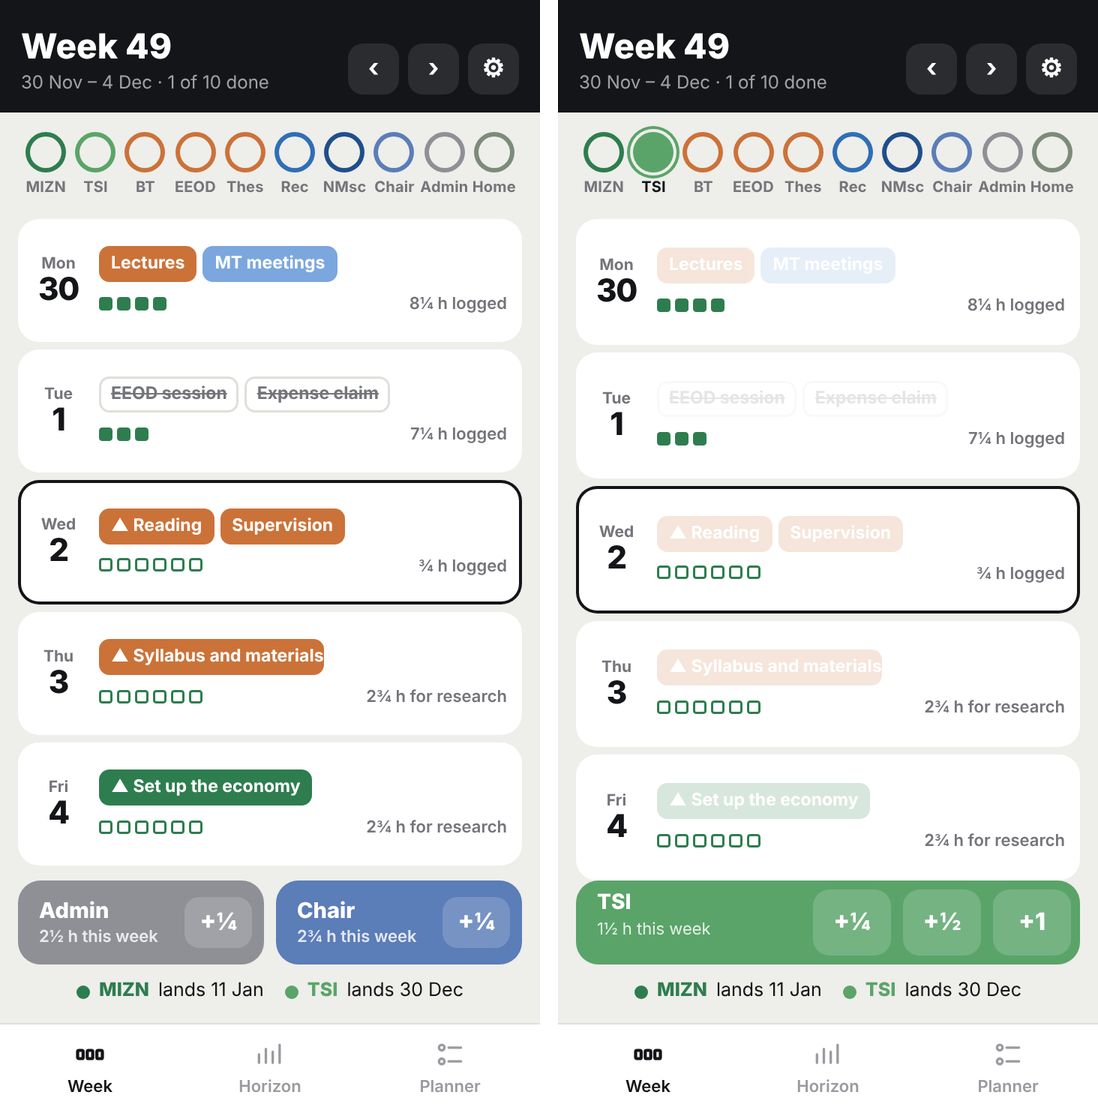 Week 49
30 Nov – 4 Dec · 1 of 10 done
‹ › ⚙
MIZN TSI BT EEOD Thes Rec NMsc Chair Admin Home
Mon
30
Lectures MT meetings
8¼ h logged
Tue
1
EEOD session Expense claim
7¼ h logged
Wed
2
▲ Reading Supervision
¾ h logged
Thu
3
▲ Syllabus and materials
2¾ h for research
Fri
4
▲ Set up the economy
2¾ h for research
Admin
2½ h this week
+¼
Chair
2¾ h this week
+¼
MIZN lands 11 Jan TSI lands 30 Dec
Week Horizon Planner
Week 49
30 Nov – 4 Dec · 1 of 10 done
‹ › ⚙
MIZN TSI BT EEOD Thes Rec NMsc Chair Admin Home
Mon
30
Lectures MT meetings
8¼ h logged
Tue
1
EEOD session Expense claim
7¼ h logged
Wed
2
▲ Reading Supervision
¾ h logged
Thu
3
▲ Syllabus and materials
2¾ h for research
Fri
4
▲ Set up the economy
2¾ h for research
TSI
1½ h this week
+¼ +½ +1
MIZN lands 11 Jan TSI lands 30 Dec
Week Horizon Planner